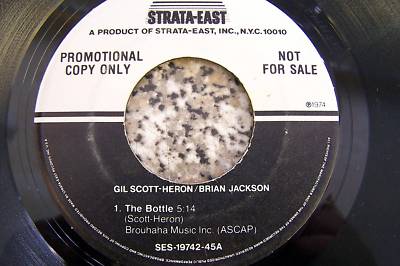 STRATA-EAST
A PRODUCT OF STRATA-EAST, INC., N.Y.C. 10010
PROMOTIONAL
COPY ONLY
NOT
FOR SALE
℗1974
GIL SCOTT-HERON/BRIAN JACKSON
1. The Bottle 5:14
(Scott-Heron)
Brouhaha Music Inc. (ASCAP)
SES-19742-45A